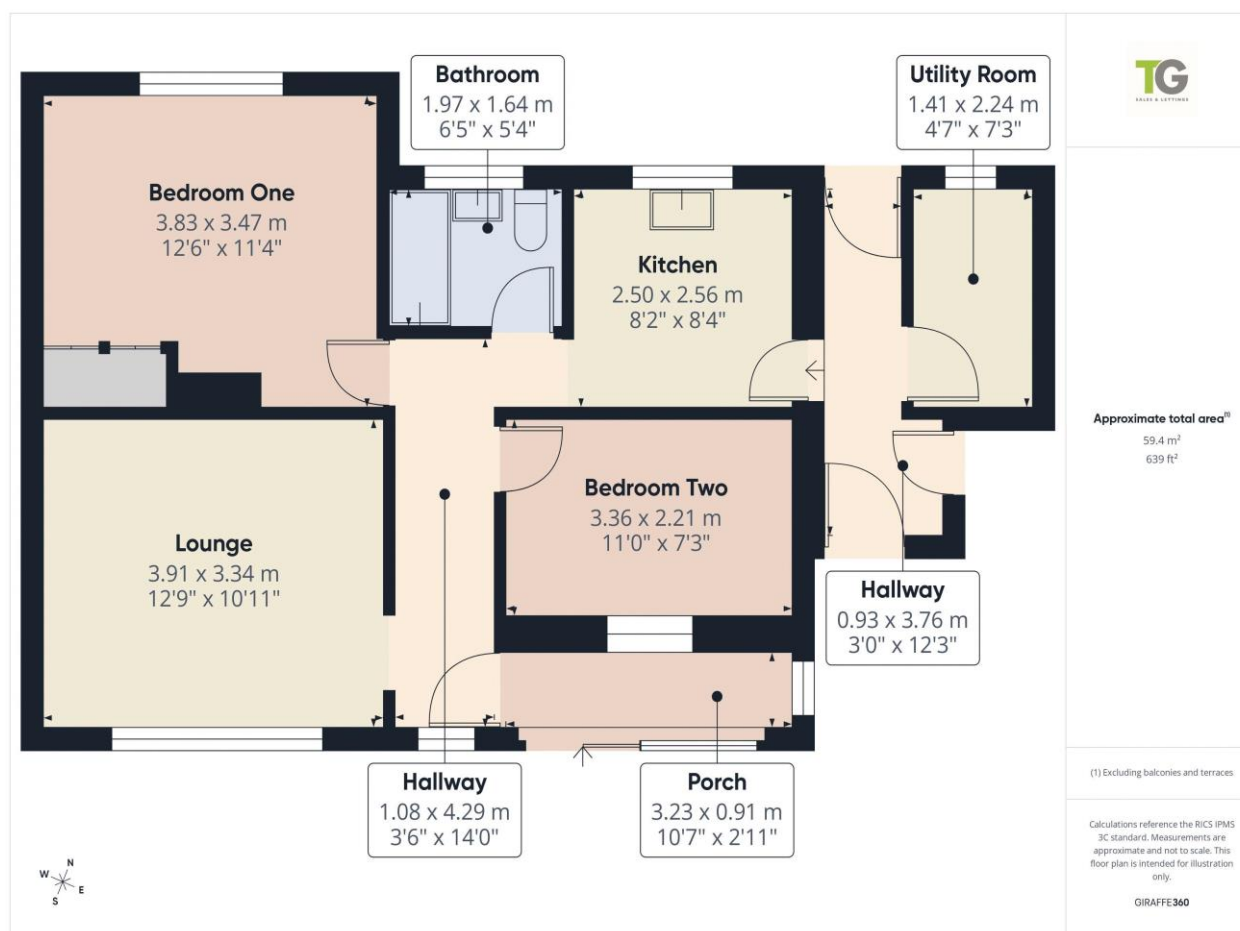 Bathroom
1.97 x 1.64 m
6'5" x 5'4"
Utility Room
1.41 x 2.24 m
4'7" x 7'3"
TG
SALES & LETTINGS
Bedroom One
3.83 x 3.47 m
12'6" x 11'4"
Kitchen
2.50 x 2.56 m
8'2" x 8'4"
Lounge
3.91 x 3.34 m
12'9" x 10'11"
Bedroom Two
3.36 x 2.21 m
11'0" x 7'3"
Hallway
0.93 x 3.76 m
3'0" x 12'3"
Hallway
1.08 x 4.29 m
3'6" x 14'0"
Porch
3.23 x 0.91 m
10'7" x 2'11"
N
W
E
S
Approximate total area(1)
59.4 m²
639 ft²
(1) Excluding balconies and terraces
Calculations reference the RICS IPMS
3C standard. Measurements are
approximate and not to scale. This
floor plan is intended for illustration
only.
GIRAFFE360